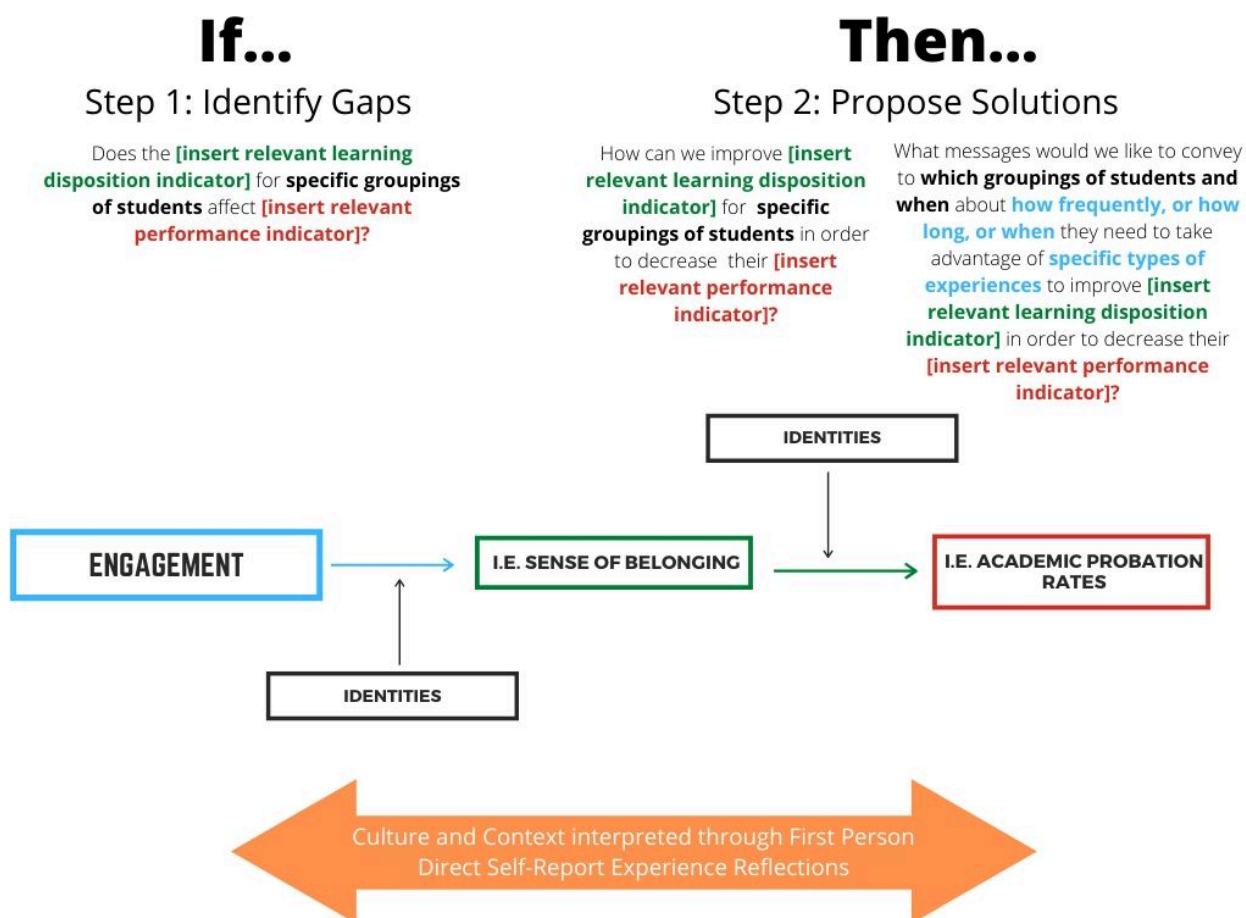 If...
Step 1: Identify Gaps
Does the [insert relevant learning
disposition indicator] for specific groupings
of students affect [insert relevant
performance indicator]?
Then...
Step 2: Propose Solutions
How can we improve [insert
relevant learning disposition
indicator] for specific
groupings of students in order
to decrease their [insert
relevant performance
indicator]?
What messages would we like to convey
to which groupings of students and
when about how frequently, or how
long, or when they need to take
advantage of specific types of
experiences to improve [insert
relevant learning disposition
indicator] in order to decrease their
[insert relevant performance
indicator]?
IDENTITIES
ENGAGEMENT
I.E. SENSE OF BELONGING
I.E. ACADEMIC PROBATION
RATES
IDENTITIES
Culture and Context interpreted through First Person
Direct Self-Report Experience Reflections